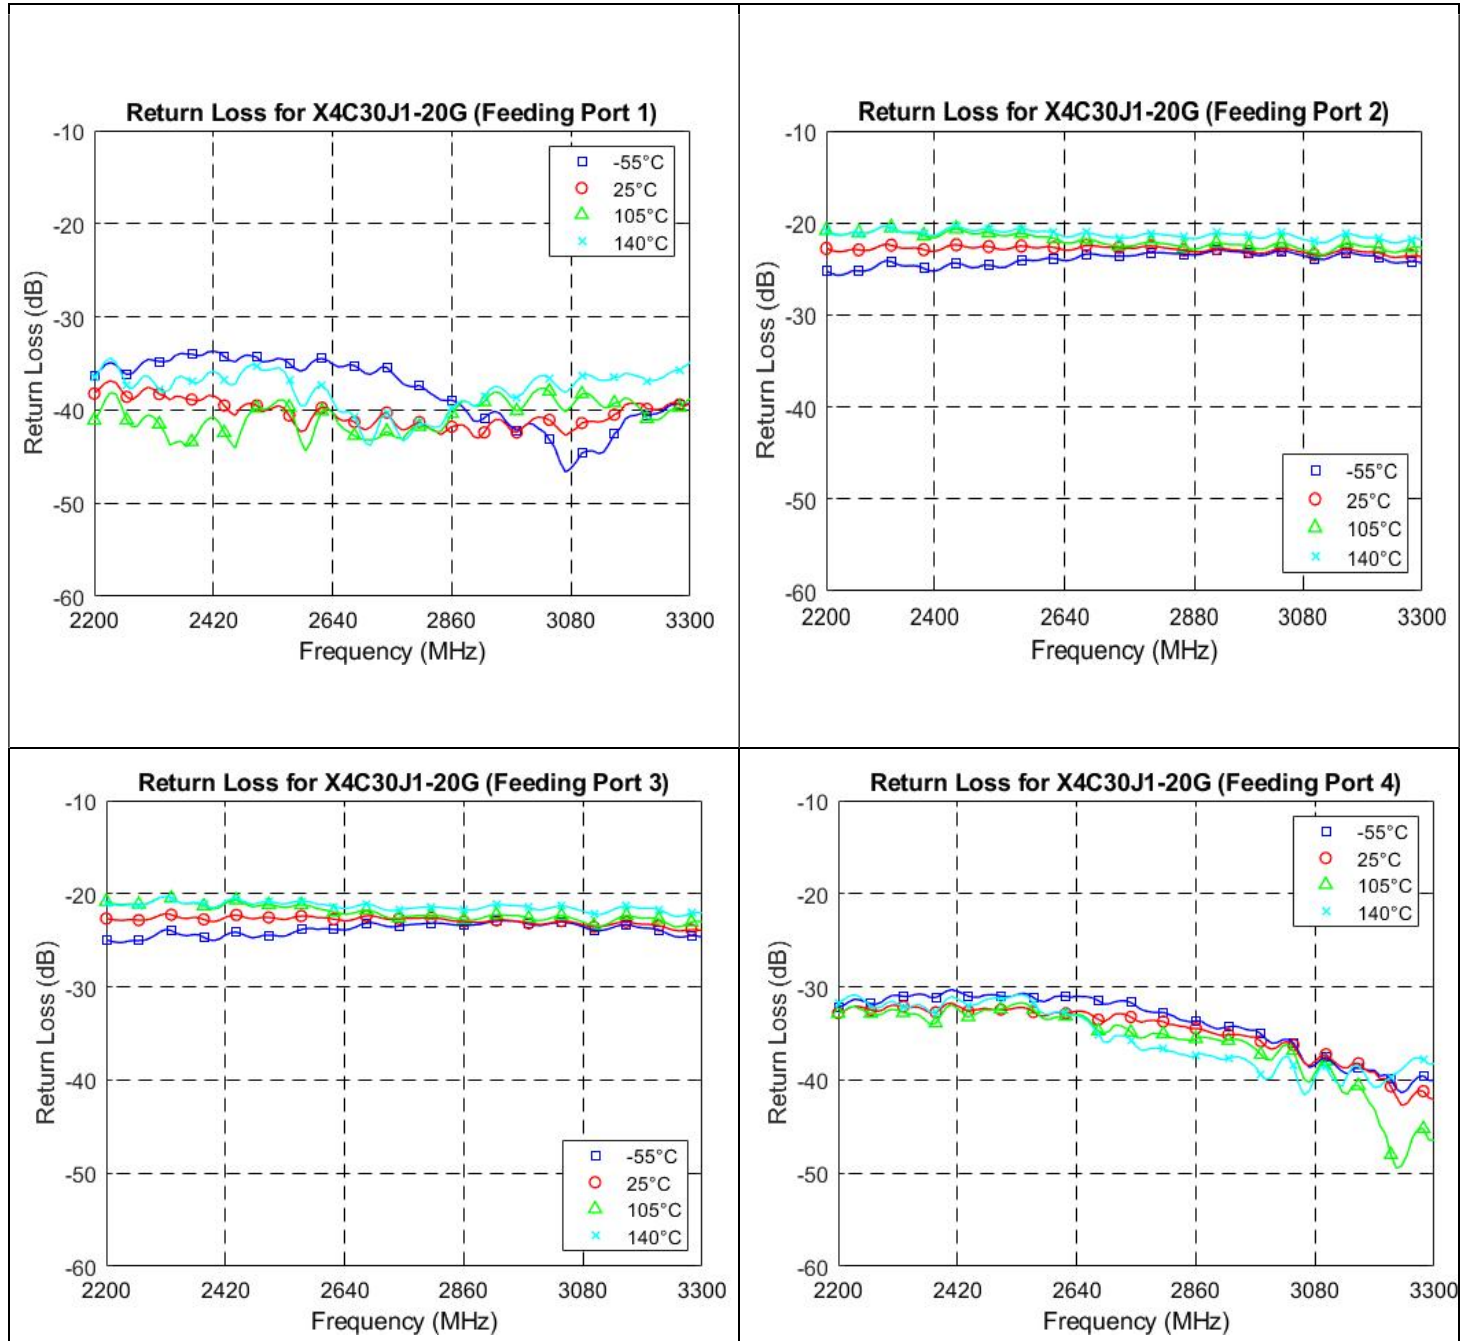 Return Loss for X4C30J1-20G (Feeding Port 1)
-10
-20
-30
-40
-50
-60
Return Loss (dB)
-55°C
25°C
105°C
140°C
2200 2420 2640 2860 3080 3300
Frequency (MHz)
Return Loss for X4C30J1-20G (Feeding Port 2)
-10
-20
-30
-40
-50
-60
Return Loss (dB)
-55°C
25°C
105°C
140°C
2200 2400 2640 2880 3080 3300
Frequency (MHz)
Return Loss for X4C30J1-20G (Feeding Port 3)
-10
-20
-30
-40
-50
-60
Return Loss (dB)
-55°C
25°C
105°C
140°C
2200 2420 2640 2860 3080 3300
Frequency (MHz)
Return Loss for X4C30J1-20G (Feeding Port 4)
-10
-20
-30
-40
-50
-60
Return Loss (dB)
-55°C
25°C
105°C
140°C
2200 2420 2640 2860 3080 3300
Frequency (MHz)